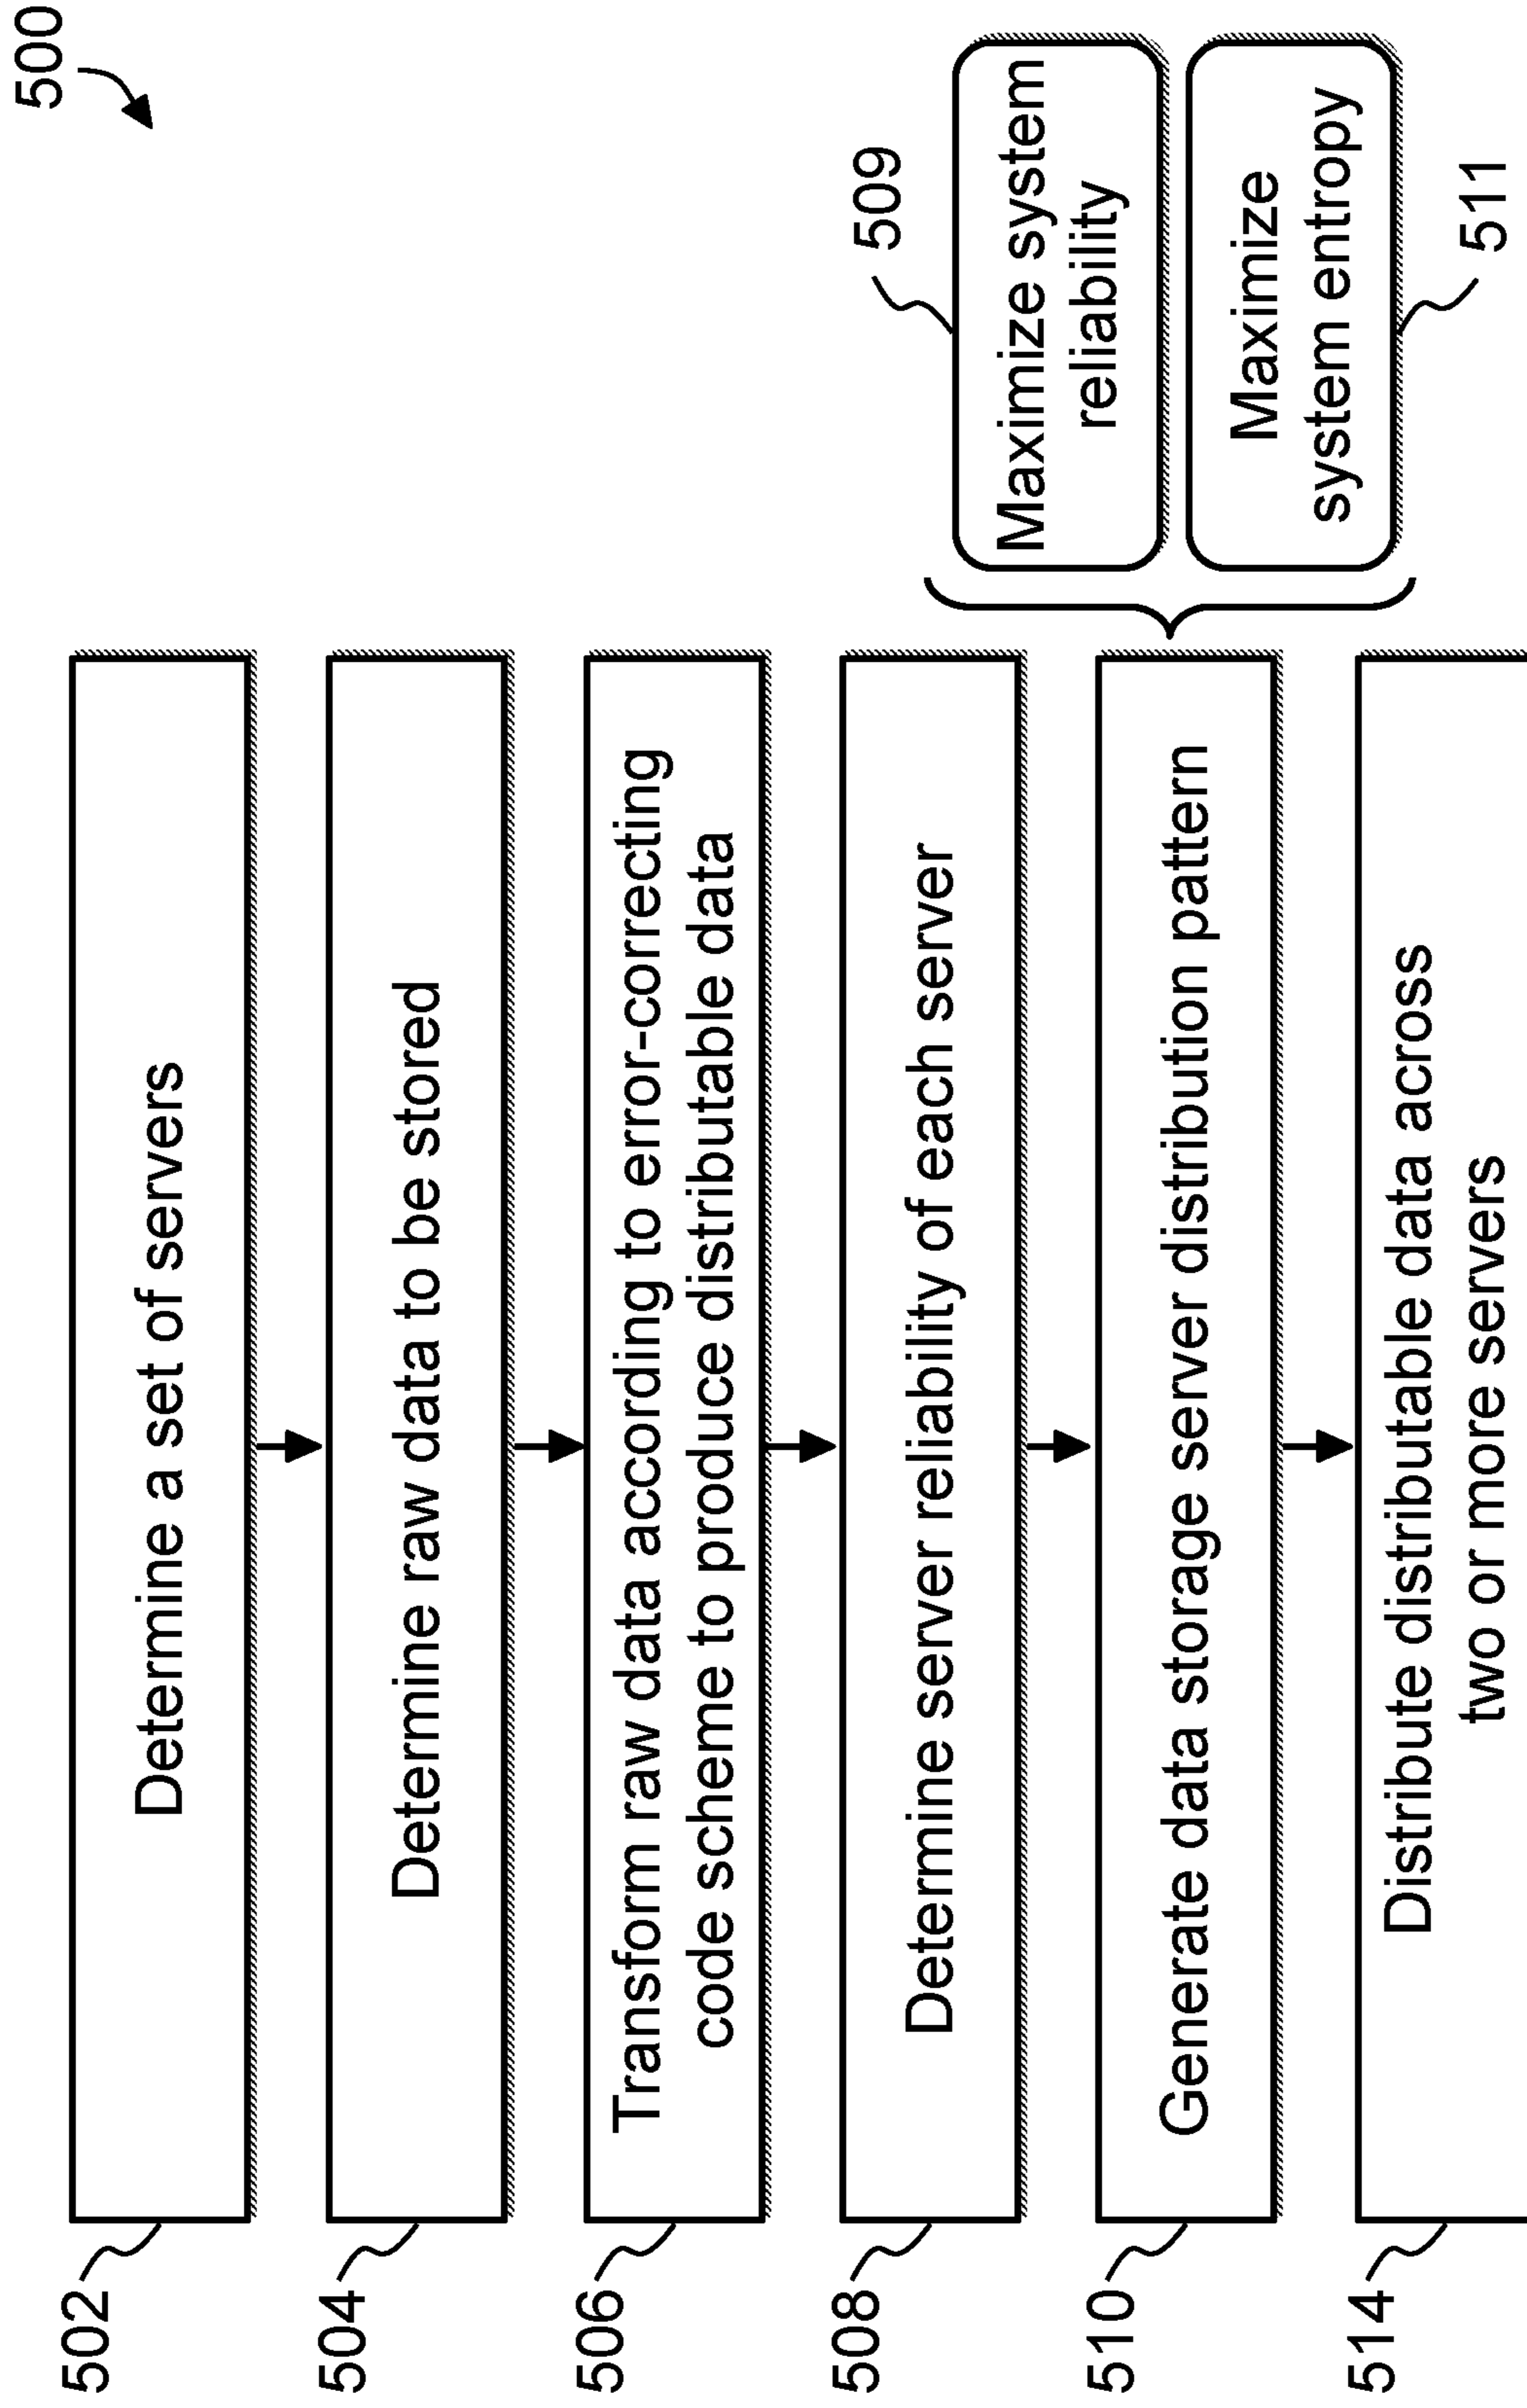 500
502
Determine a set of servers
504
Determine raw data to be stored
506
Transform raw data according to error-correcting
code scheme to produce distributable data
508
Determine server reliability of each server
509
Maximize system
reliability
510
Generate data storage server distribution pattern
Maximize
system entropy
511
514
Distribute distributable data across
two or more servers